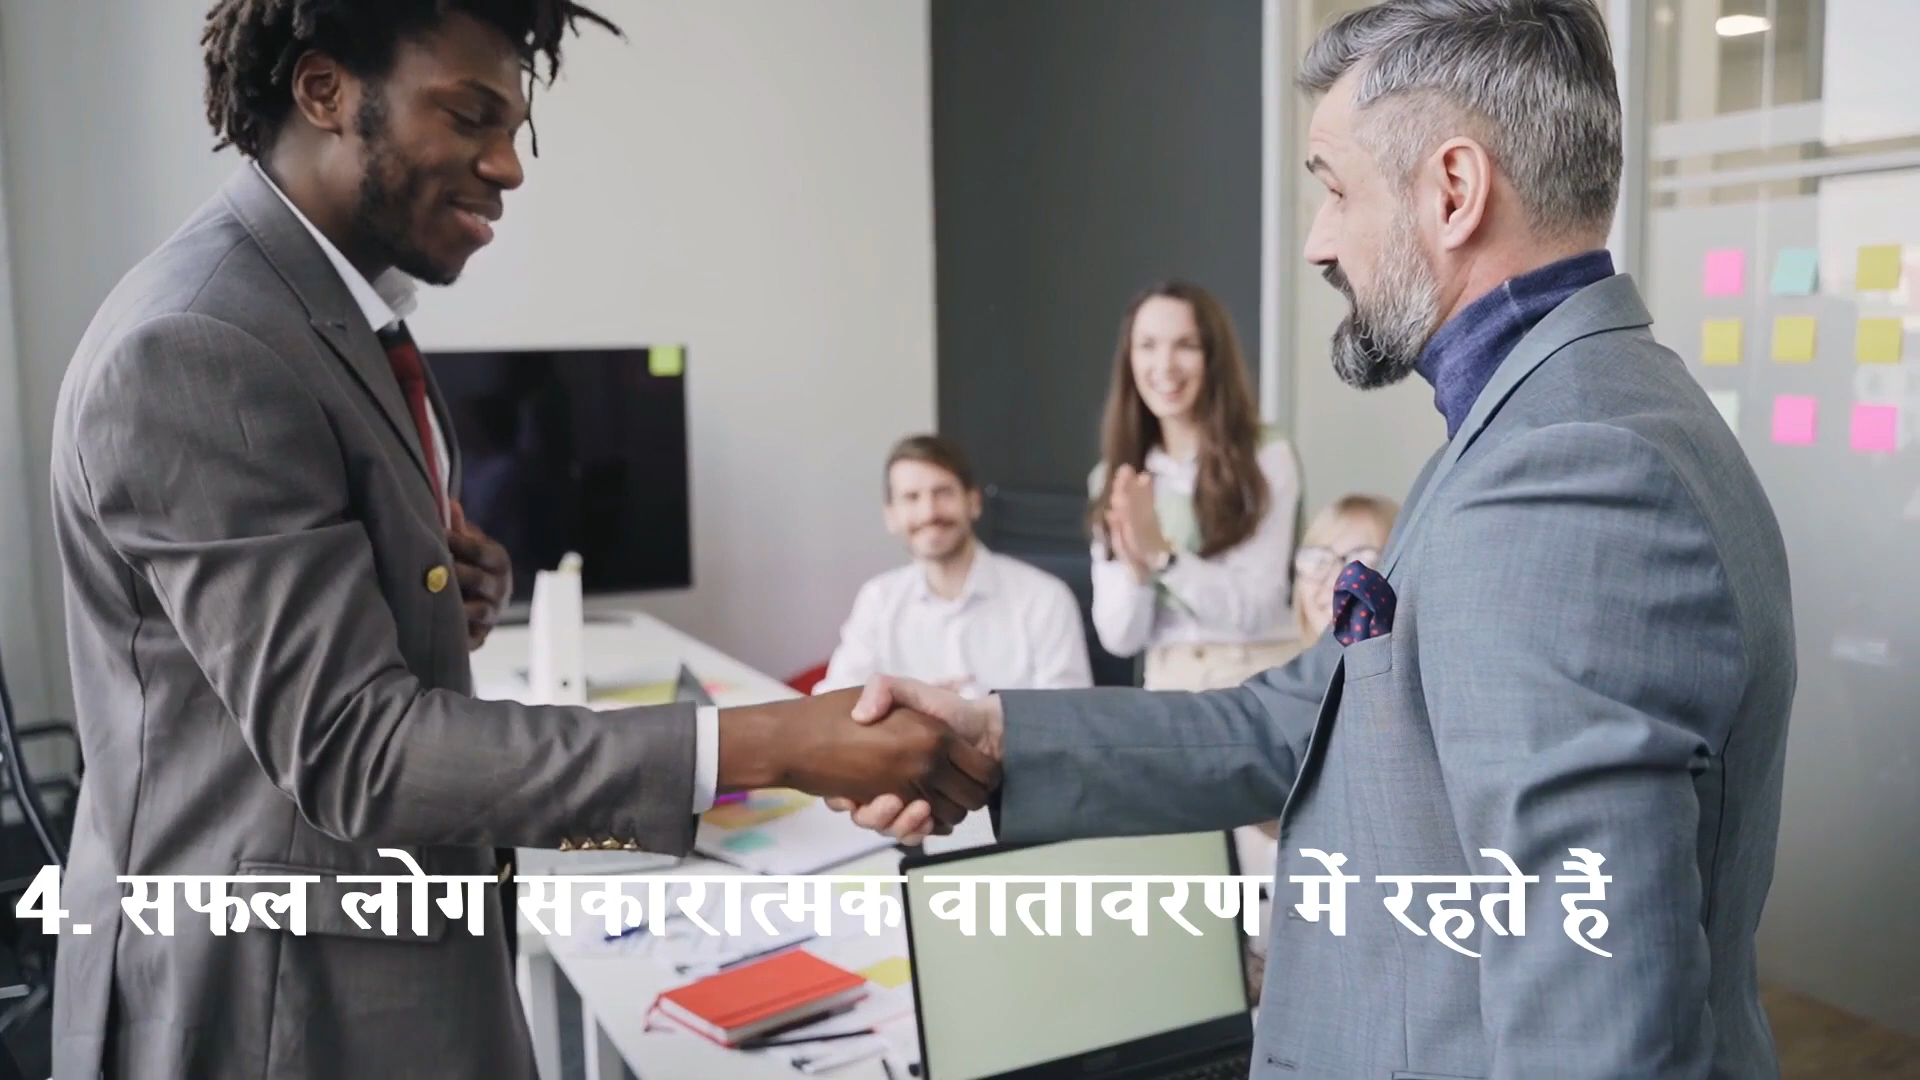 4. सफल लोग सकारात्मक वातावरण में रहते हैं